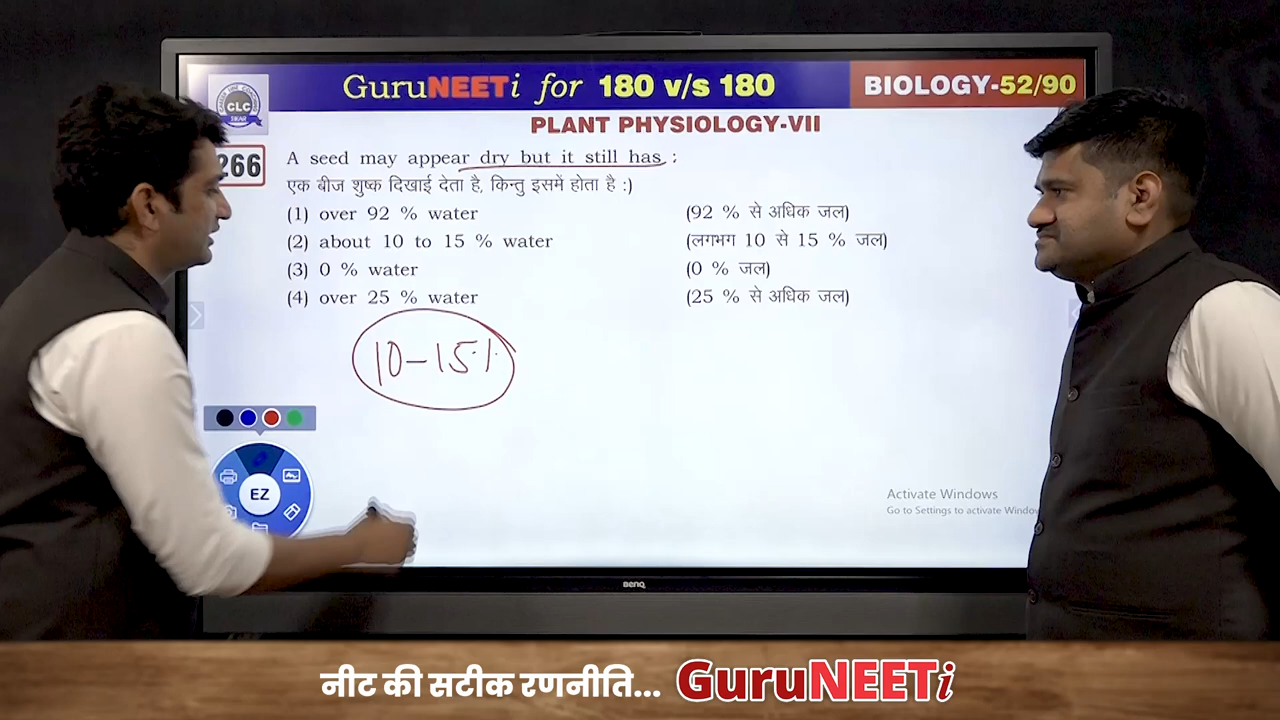 GuruNEETi for 180 v/s 180
BIOLOGY-52/90
CLC
SIKAR
PLANT PHYSIOLOGY-VII
266 A seed may appear dry but it still has :
एक बीज शुष्क दिखाई देता है, किन्तु इसमें होता है :)
(1) over 92 % water (92 % से अधिक जल)
(2) about 10 to 15 % water (लगभग 10 से 15 % जल)
(3) 0 % water (0 % जल)
(4) over 25 % water (25 % से अधिक जल)
10-15%
EZ
Activate Windows
Go to Settings to activate Window
BenQ
नीट की सटीक रणनीति... GuruNEETi